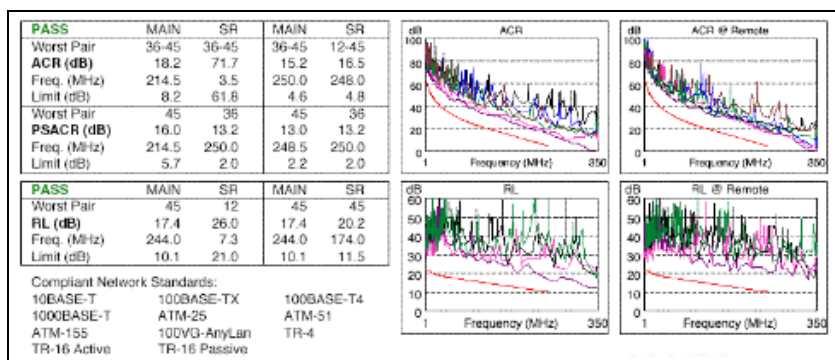 PASS MAIN SR MAIN SR
Worst Pair 36-45 36-45 36-45 12-45
ACR (dB) 18.2 71.7 15.2 16.5
Freq. (MHz) 214.5 3.5 250.0 248.0
Limit (dB) 8.2 61.8 4.6 4.8
Worst Pair 45 36 45 36
PSACR (dB) 16.0 13.2 13.0 13.2
Freq. (MHz) 214.5 250.0 248.5 250.0
Limit (dB) 5.7 2.0 2.2 2.0
PASS MAIN SR MAIN SR
Worst Pair 45 12 45 45
RL (dB) 17.4 26.0 17.4 20.2
Freq. (MHz) 244.0 7.3 244.0 174.0
Limit (dB) 10.1 21.0 10.1 11.5
Compliant Network Standards:
10BASE-T 100BASE-TX 100BASE-T4
1000BASE-T ATM-25 ATM-51
ATM-155 100VG-AnyLan TR-4
TR-16 Active TR-16 Passive
dB ACR
100
80
60
40
20
0
1 Frequency (MHz) 350
dB ACR @ Remote
100
80
60
40
20
0
1 Frequency (MHz) 350
dB RL
60
50
40
30
20
10
0
1 Frequency (MHz) 350
dB RL @ Remote
60
50
40
30
20
10
0
1 Frequency (MHz) 350